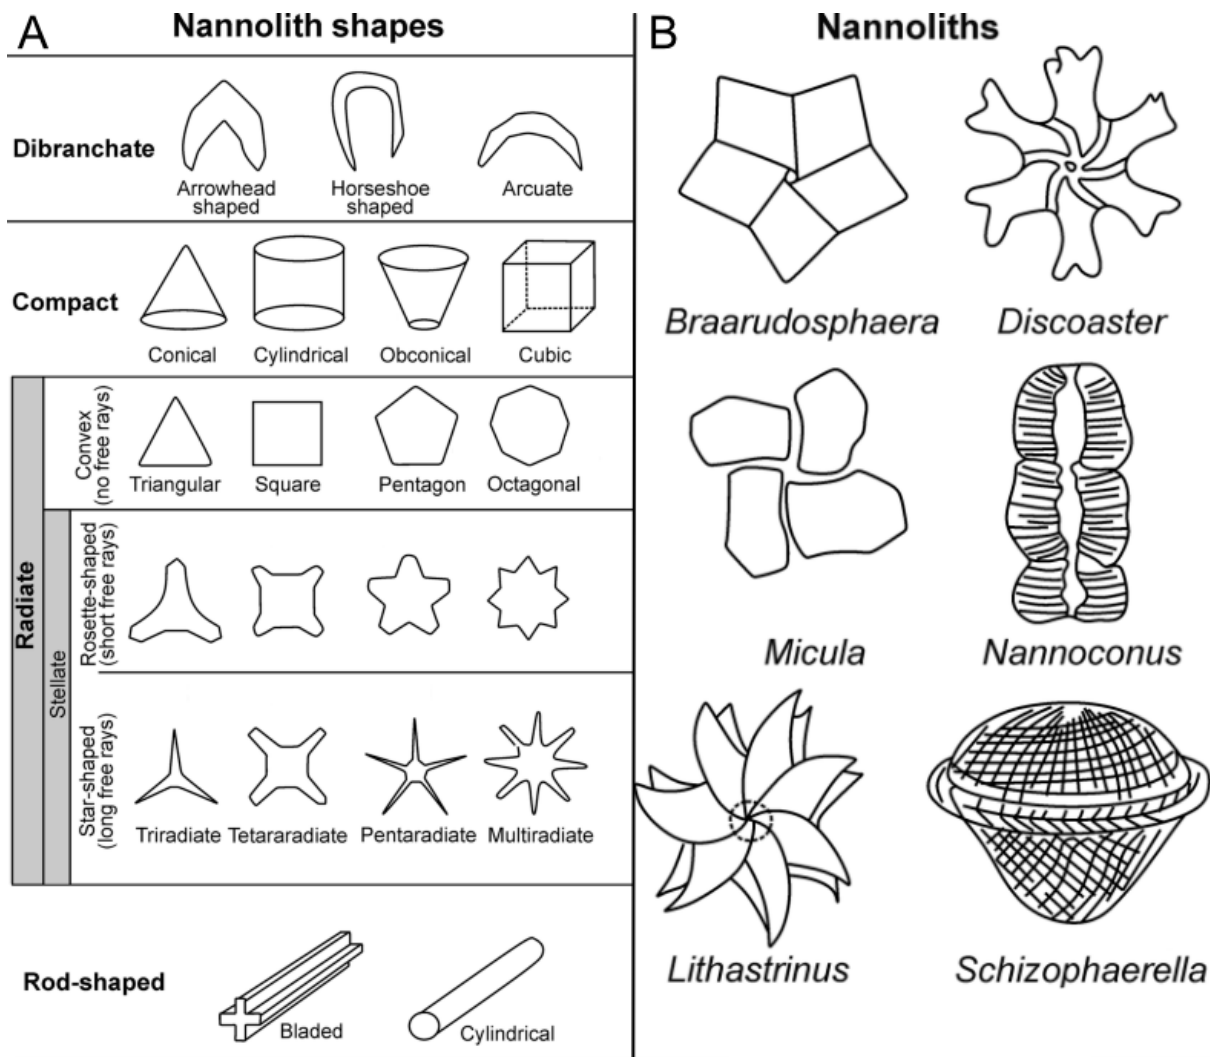 A
Nannolith shapes
Dibranchate
Arrowhead
shaped
Horseshoe
shaped
Arcuate
Compact
Conical
Cylindrical
Obconical
Cubic
Radiate
Convex
(no free rays)
Triangular
Square
Pentagon
Octagonal
Stellate
Rosette-shaped
(short free rays)
Star-shaped
(long free rays)
Triradiate
Tetararadiate
Pentaradiate
Multiradiate
Rod-shaped
Bladed
Cylindrical
B
Nannoliths
Braarudosphaera
Discoaster
Micula
Nannoconus
Lithastrinus
Schizophaerella